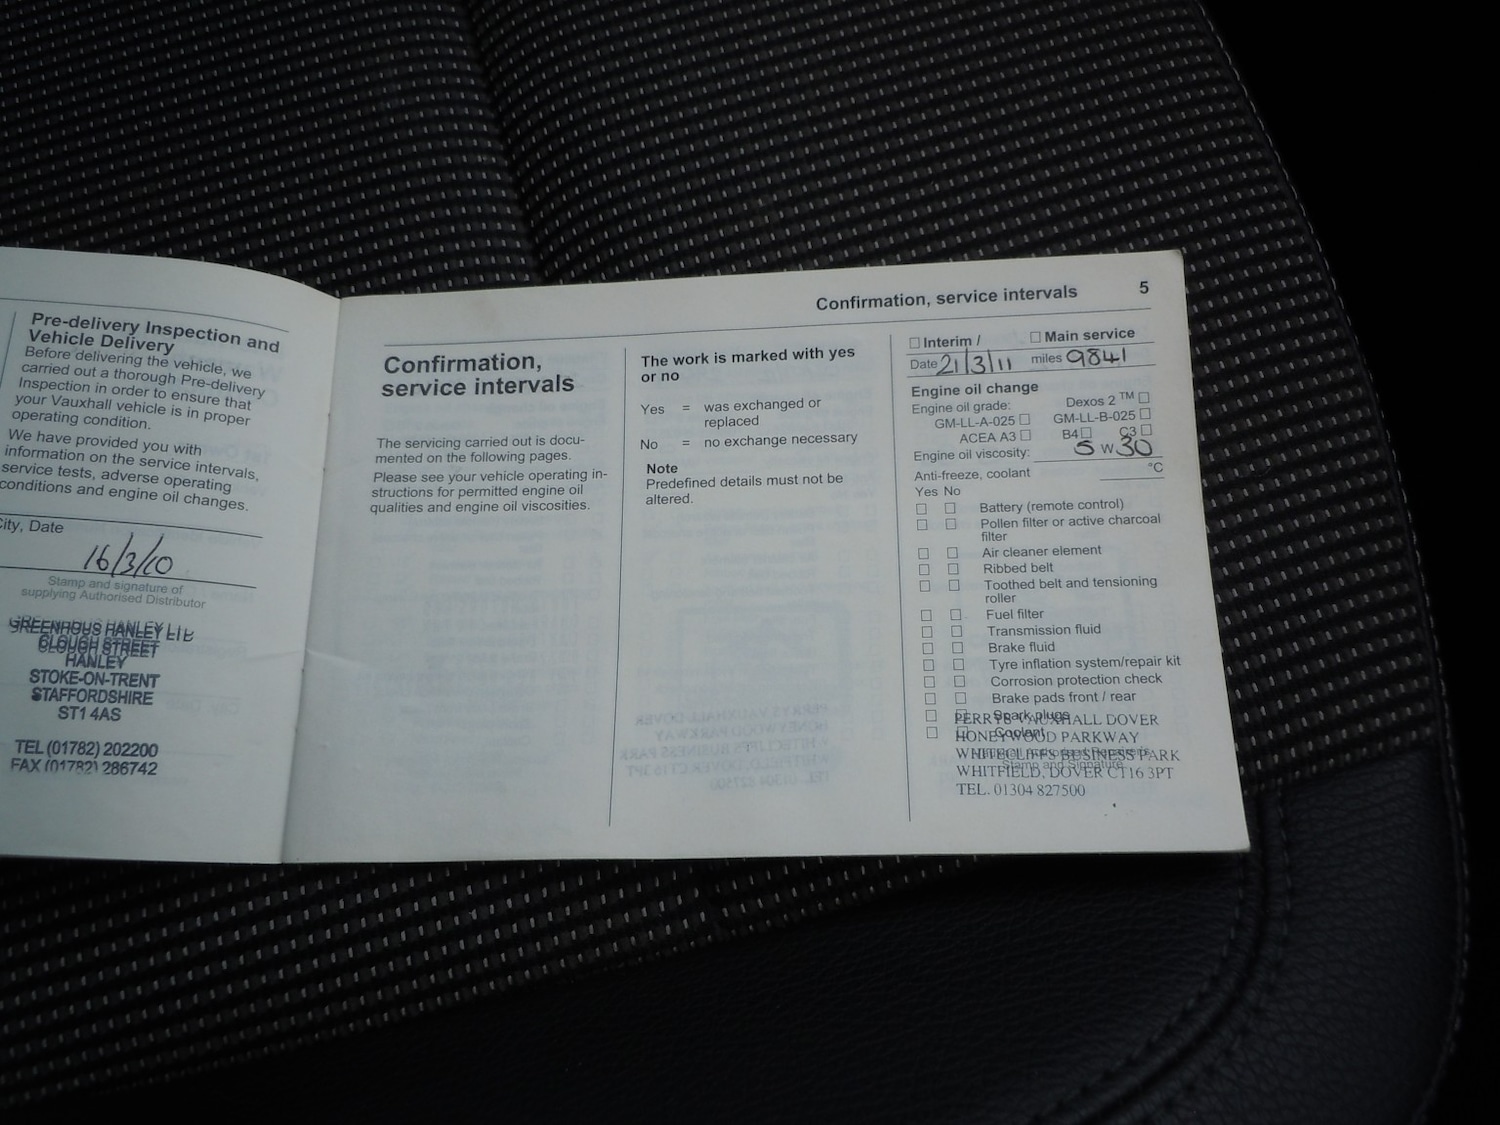 Pre-delivery Inspection and
Vehicle Delivery
Before delivering the vehicle, we
carried out a thorough Pre-delivery
Inspection in order to ensure that
your Vauxhall vehicle is in proper
operating condition.
We have provided you with
information on the service intervals,
service tests, adverse operating
conditions and engine oil changes.
City, Date
16/3/10
Stamp and signature of
supplying Authorised Distributor
GREENHOUS HANLEY LTD
CLOUGH STREET
HANLEY
STOKE-ON-TRENT
STAFFORDSHIRE
ST1 4AS
TEL (01782) 202200
FAX (01782) 286742
Confirmation, service intervals 5
Confirmation,
service intervals
The servicing carried out is docu-
mented on the following pages.
Please see your vehicle operating in-
structions for permitted engine oil
qualities and engine oil viscosities.
The work is marked with yes
or no
Yes = was exchanged or
replaced
No = no exchange necessary
Note
Predefined details must not be
altered.
☐ Interim / ☐ Main service
Date 21/3/11 miles 9841
Engine oil change
Engine oil grade: Dexos 2 ™ ☐
GM-LL-A-025 ☐ GM-LL-B-025 ☐
ACEA A3 ☐ B4 ☐ C3 ☐
Engine oil viscosity: 5 W 30
Anti-freeze, coolant °C
Yes No
☐ ☐ Battery (remote control)
☐ ☐ Pollen filter or active charcoal
filter
☐ ☐ Air cleaner element
☐ ☐ Ribbed belt
☐ ☐ Toothed belt and tensioning
roller
☐ ☐ Fuel filter
☐ ☐ Transmission fluid
☐ ☐ Brake fluid
☐ ☐ Tyre inflation system/repair kit
☐ ☐ Corrosion protection check
☐ ☐ Brake pads front / rear
☐ ☐ Spark plugs
☐ ☐ Coolant
Authorised Repairer's
Stamp and Signature
PERRYS VAUXHALL DOVER
HONEYWOOD PARKWAY
WHITECLIFFS BUSINESS PARK
WHITFIELD, DOVER CT16 3PT
TEL. 01304 827500